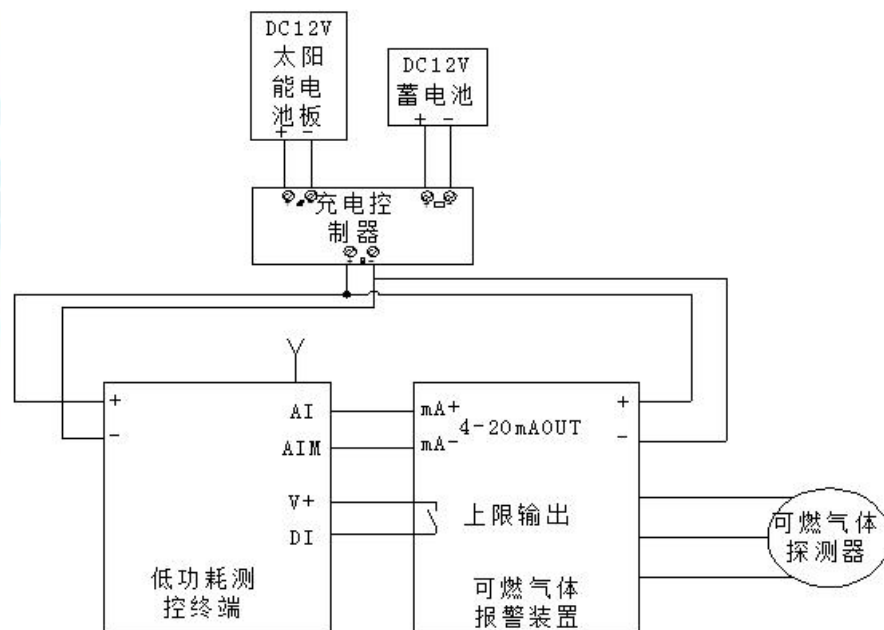 DC12V
太阳
能电
池板
+ -
DC12V
蓄电池
+ -
充电控
制器
+
-
AI
AIM
V+
DI
低功耗测
控终端
mA+
4-20mAOUT
mA-
+
-
上限输出
可燃气体
报警装置
可燃气体
探测器